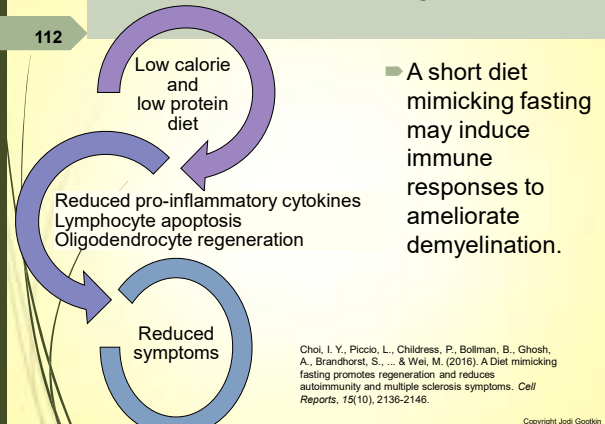 112
Low calorie
and
low protein
diet
Reduced pro-inflammatory cytokines
Lymphocyte apoptosis
Oligodendrocyte regeneration
Reduced
symptoms
A short diet
mimicking fasting
may induce
immune
responses to
ameliorate
demyelination.
Choi, I. Y., Piccio, L., Childress, P., Bollman, B., Ghosh,
A., Brandhorst, S., ... & Wei, M. (2016). A Diet mimicking
fasting promotes regeneration and reduces
autoimmunity and multiple sclerosis symptoms. Cell
Reports, 15(10), 2136-2146.
Copyright Jodi Gootkin